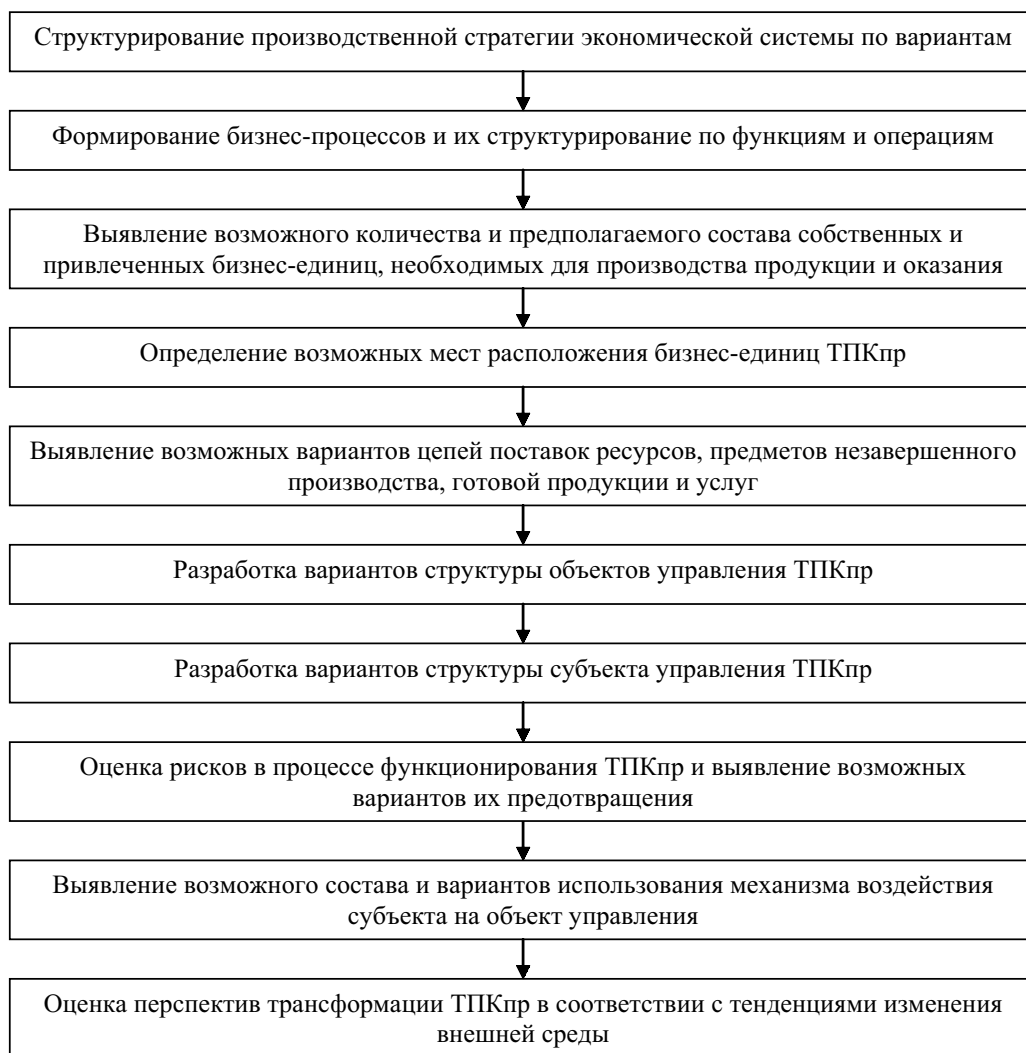 Структурирование производственной стратегии экономической системы по вариантам
Формирование бизнес-процессов и их структурирование по функциям и операциям
Выявление возможного количества и предполагаемого состава собственных и
привлеченных бизнес-единиц, необходимых для производства продукции и оказания
Определение возможных мест расположения бизнес-единиц ТПКпр
Выявление возможных вариантов цепей поставок ресурсов, предметов незавершенного
производства, готовой продукции и услуг
Разработка вариантов структуры объектов управления ТПКпр
Разработка вариантов структуры субъекта управления ТПКпр
Оценка рисков в процессе функционирования ТПКпр и выявление возможных
вариантов их предотвращения
Выявление возможного состава и вариантов использования механизма воздействия
субъекта на объект управления
Оценка перспектив трансформации ТПКпр в соответствии с тенденциями изменения
внешней среды